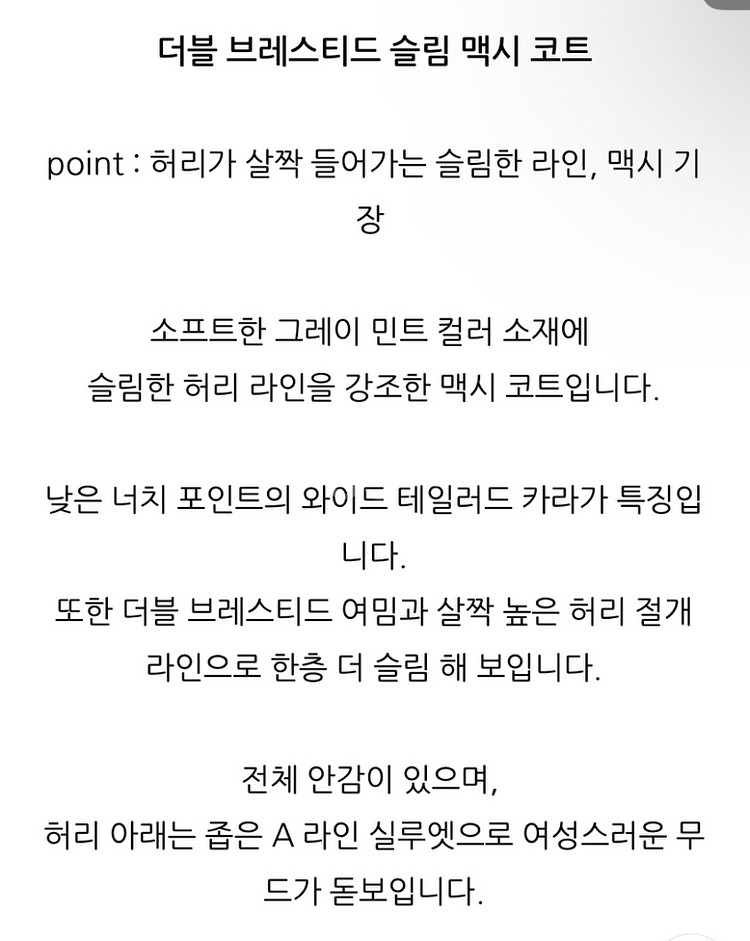 더블 브레스티드 슬림 맥시 코트
point : 허리가 살짝 들어가는 슬림한 라인, 맥시 기
장
소프트한 그레이 민트 컬러 소재에
슬림한 허리 라인을 강조한 맥시 코트입니다.
낮은 너치 포인트의 와이드 테일러드 카라가 특징입
니다.
또한 더블 브레스티드 여밈과 살짝 높은 허리 절개
라인으로 한층 더 슬림 해 보입니다.
전체 안감이 있으며,
허리 아래는 좁은 A 라인 실루엣으로 여성스러운 무
드가 돋보입니다.